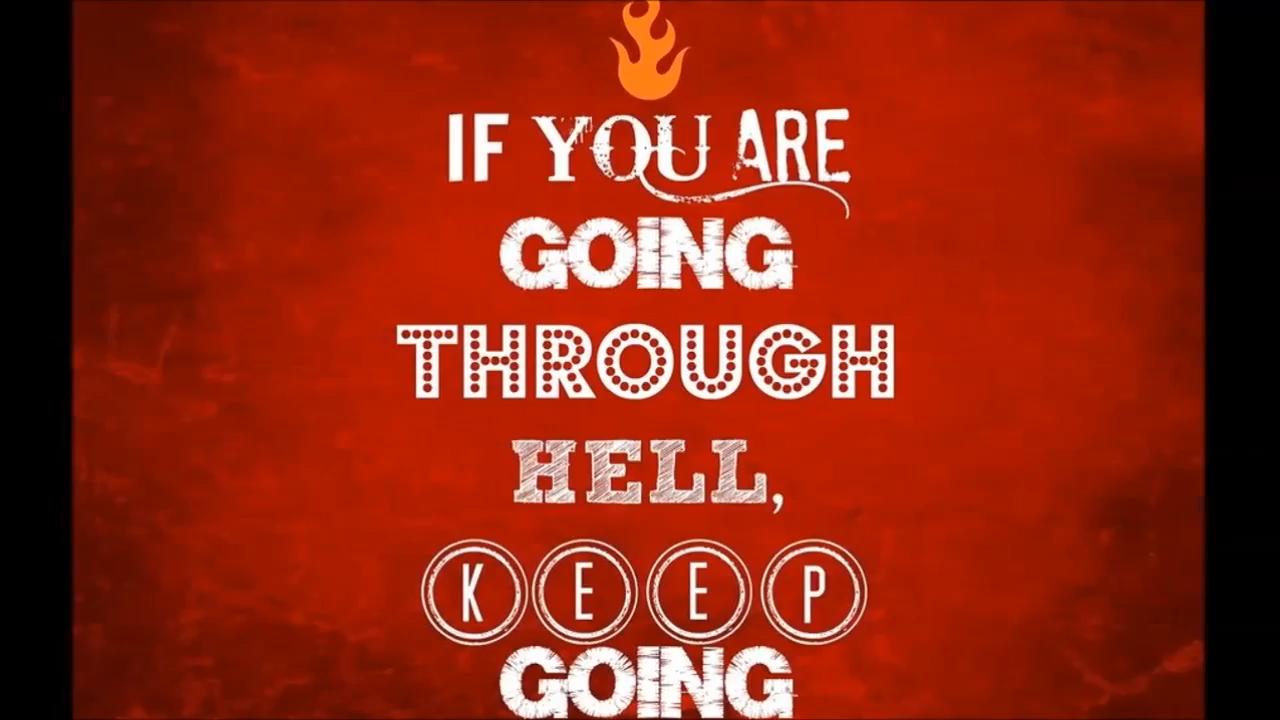 IF YOU ARE
GOING
THROUGH
HELL,
KEEP
GOING